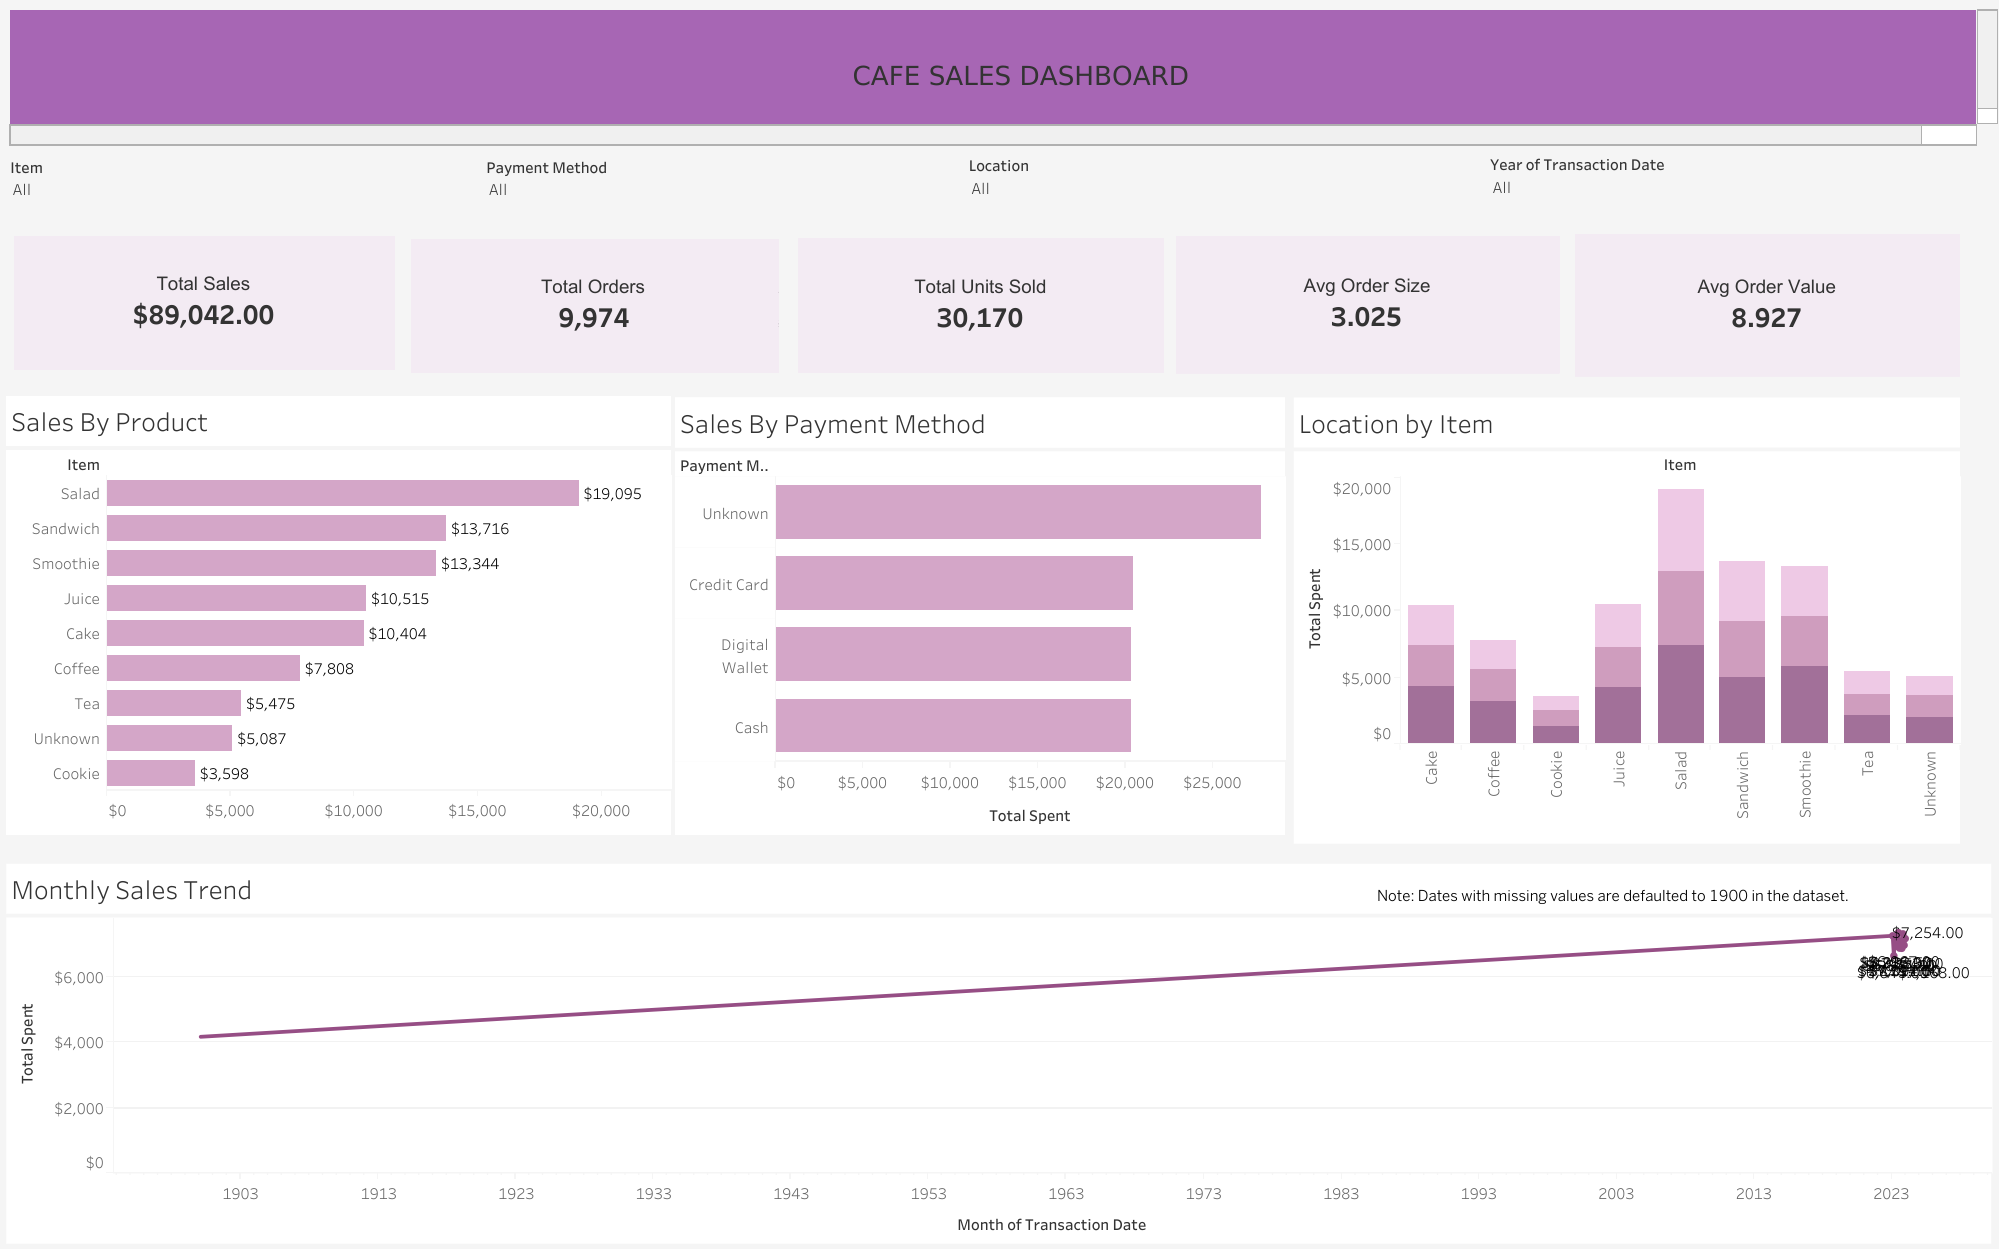 CAFE SALES DASHBOARD
Item
All
Payment Method
All
Location
All
Year of Transaction Date
All
Total Sales
$89,042.00
Total Orders
9,974
Total Units Sold
30,170
Avg Order Size
3.025
Avg Order Value
8.927
Sales By Product
Item
Salad $19,095
Sandwich $13,716
Smoothie $13,344
Juice $10,515
Cake $10,404
Coffee $7,808
Tea $5,475
Unknown $5,087
Cookie $3,598
$0 $5,000 $10,000 $15,000 $20,000
Sales By Payment Method
Payment M..
Unknown
Credit Card
Digital
Wallet
Cash
$0 $5,000 $10,000 $15,000 $20,000 $25,000
Total Spent
Location by Item
Item
Total Spent
$20,000
$15,000
$10,000
$5,000
$0
Cake Coffee Cookie Juice Salad Sandwich Smoothie Tea Unknown
Monthly Sales Trend
Note: Dates with missing values are defaulted to 1900 in the dataset.
$7,254.00
Total Spent
$6,000
$4,000
$2,000
$0
1903 1913 1923 1933 1943 1953 1963 1973 1983 1993 2003 2013 2023
Month of Transaction Date